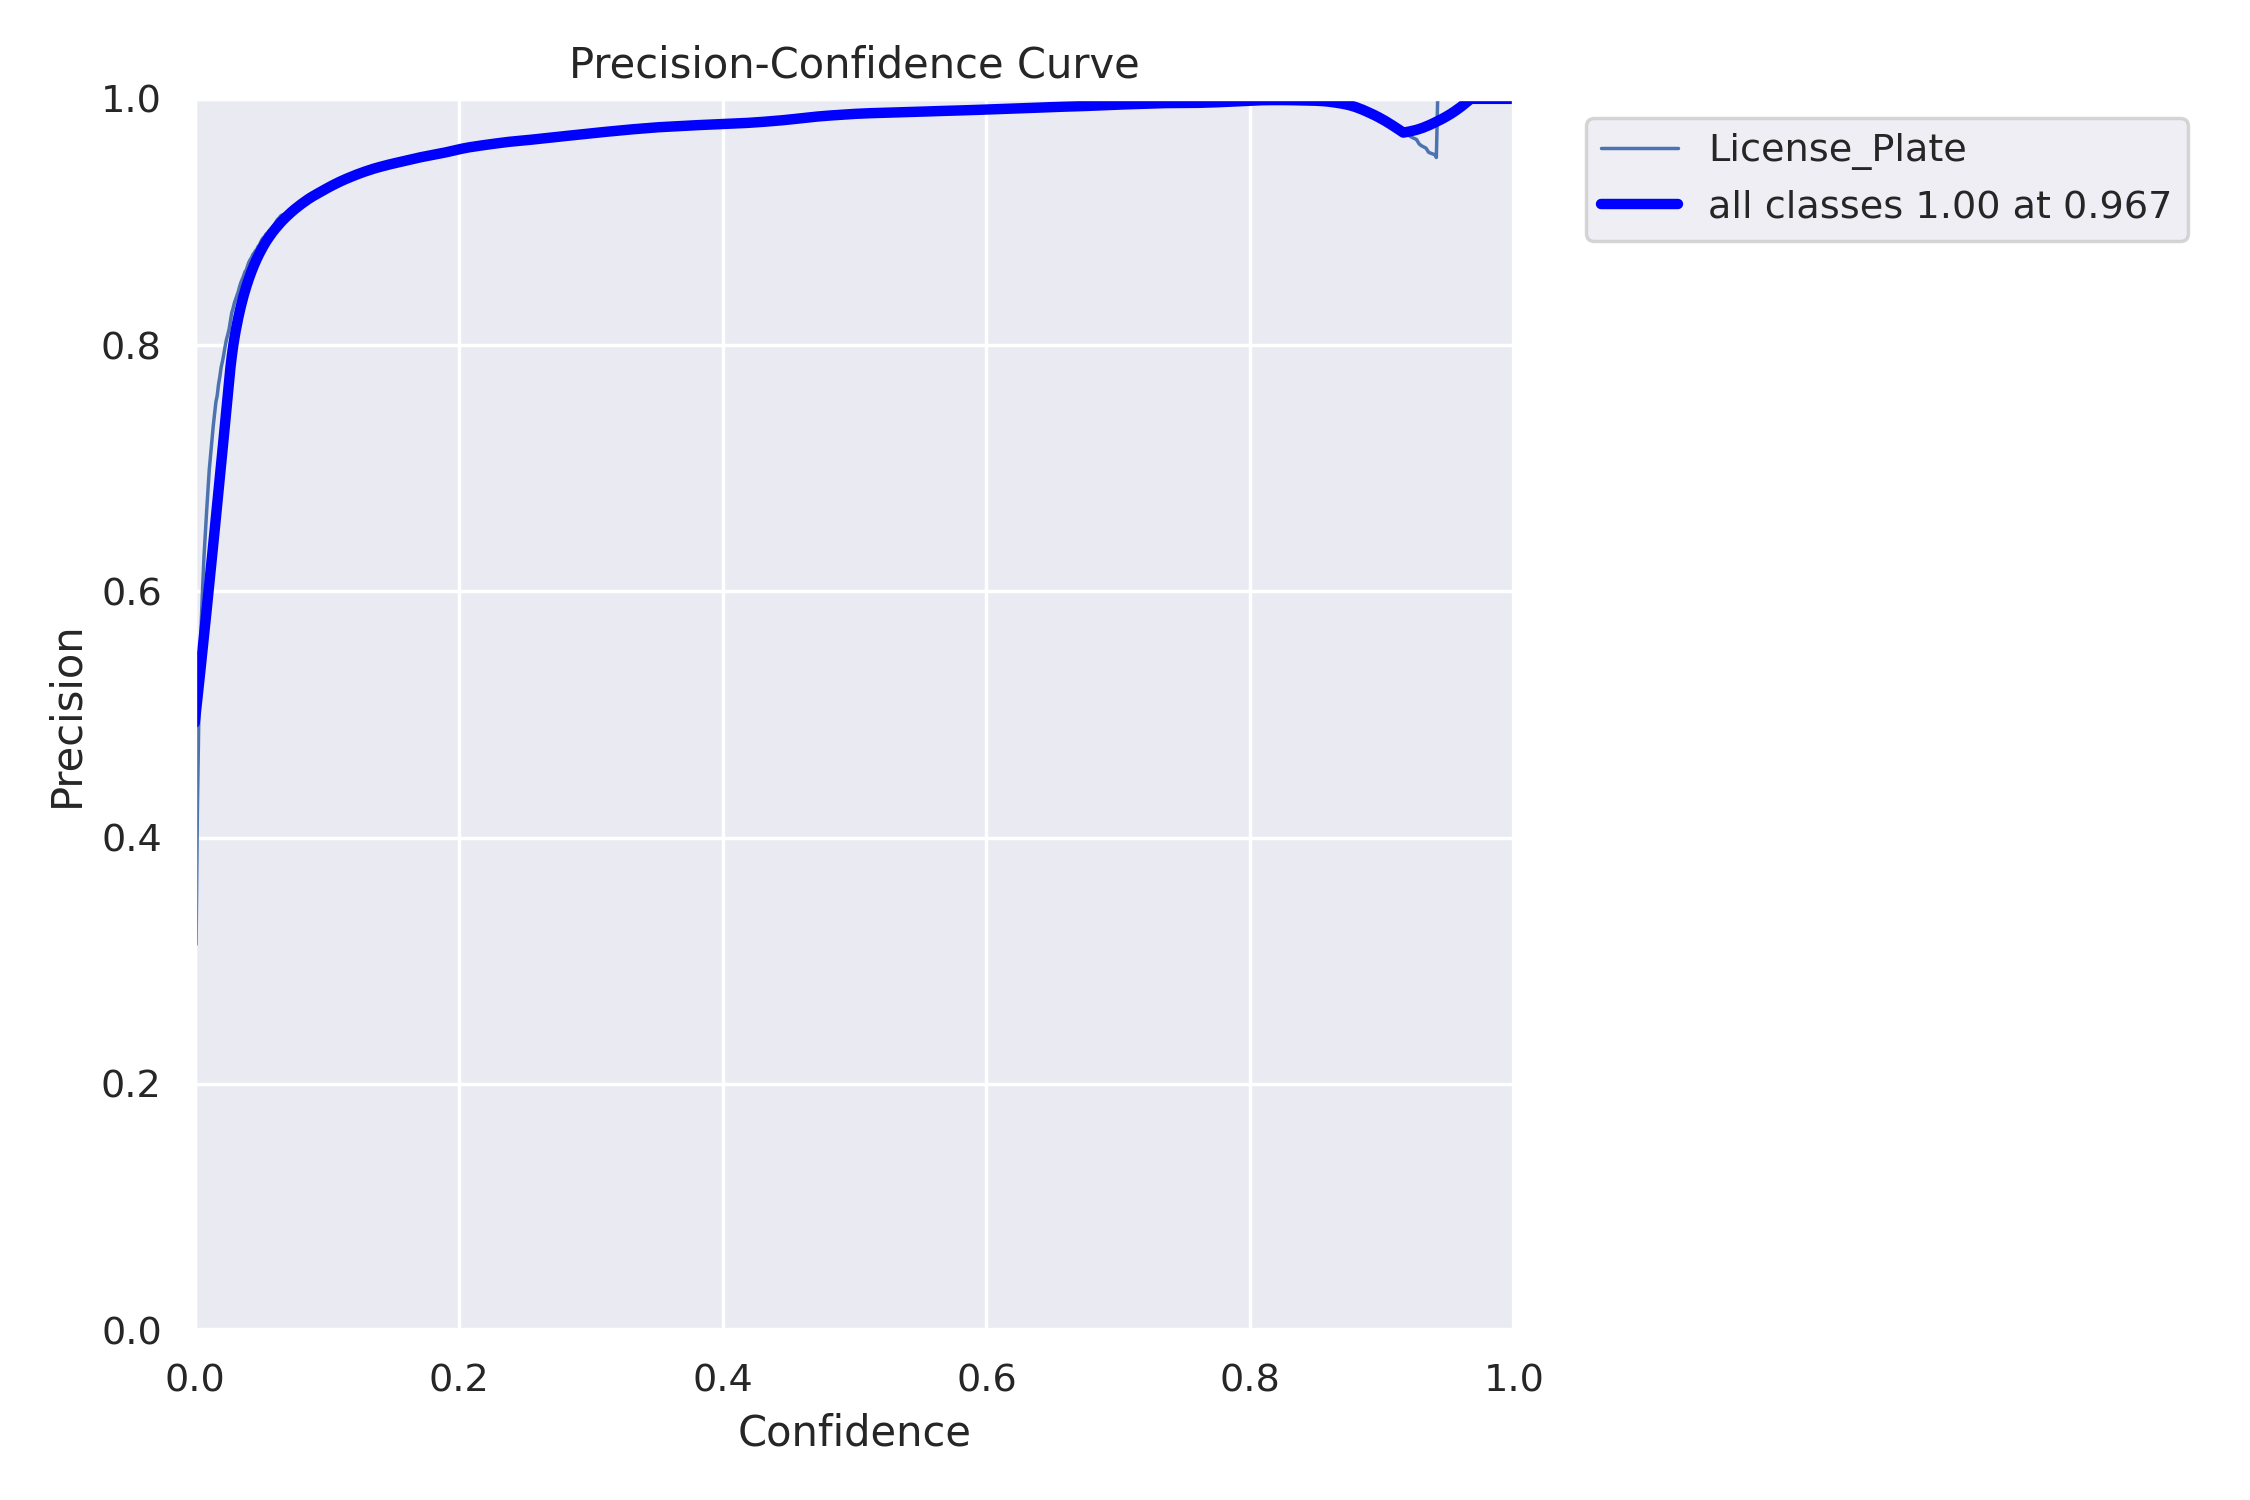 Precision-Confidence Curve
1.0
0.8
0.6
0.4
0.2
0.0
Precision
0.0 0.2 0.4 0.6 0.8 1.0
Confidence
License_Plate
all classes 1.00 at 0.967